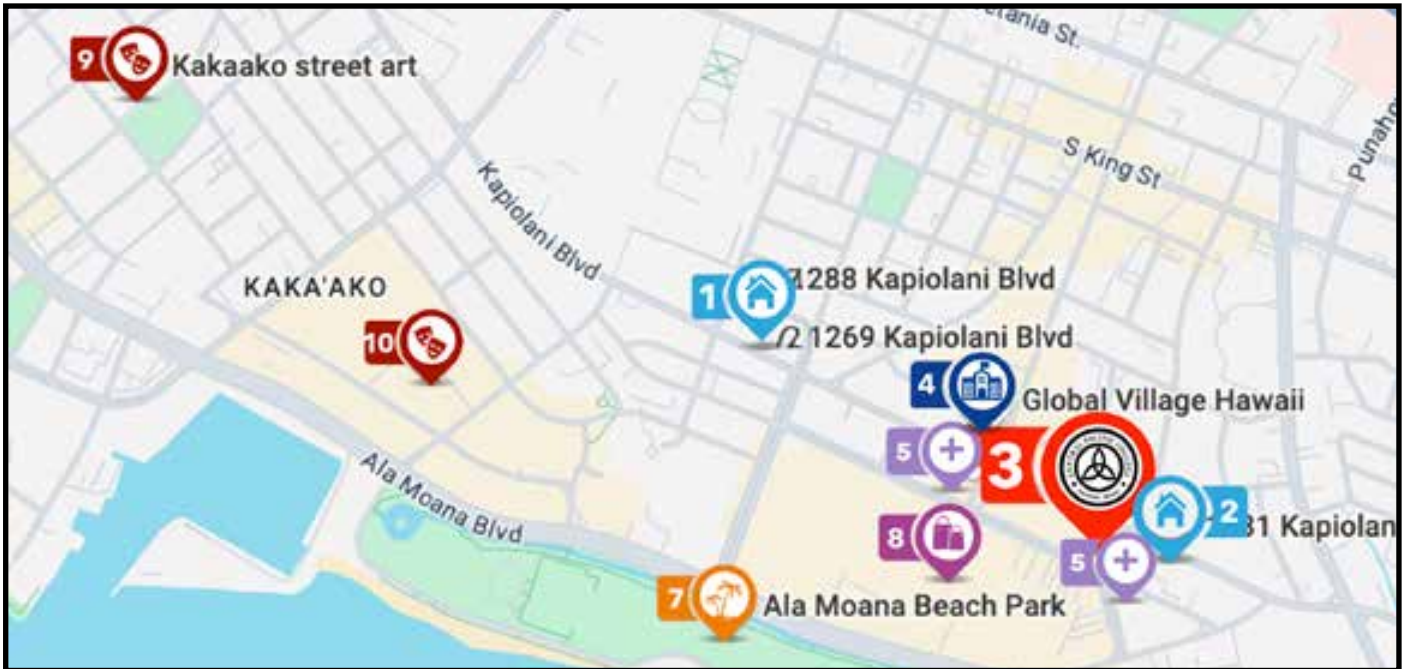 etania St.
9 Kakaako street art
Punaho
S King St
Kapiolani Blvd
KAKA'AKO
1 1288 Kapiolani Blvd
1269 Kapiolani Blvd
10
4 Global Village Hawaii
5
3
2
31 Kapiolan
Ala Moana Blvd
8
5
7 Ala Moana Beach Park